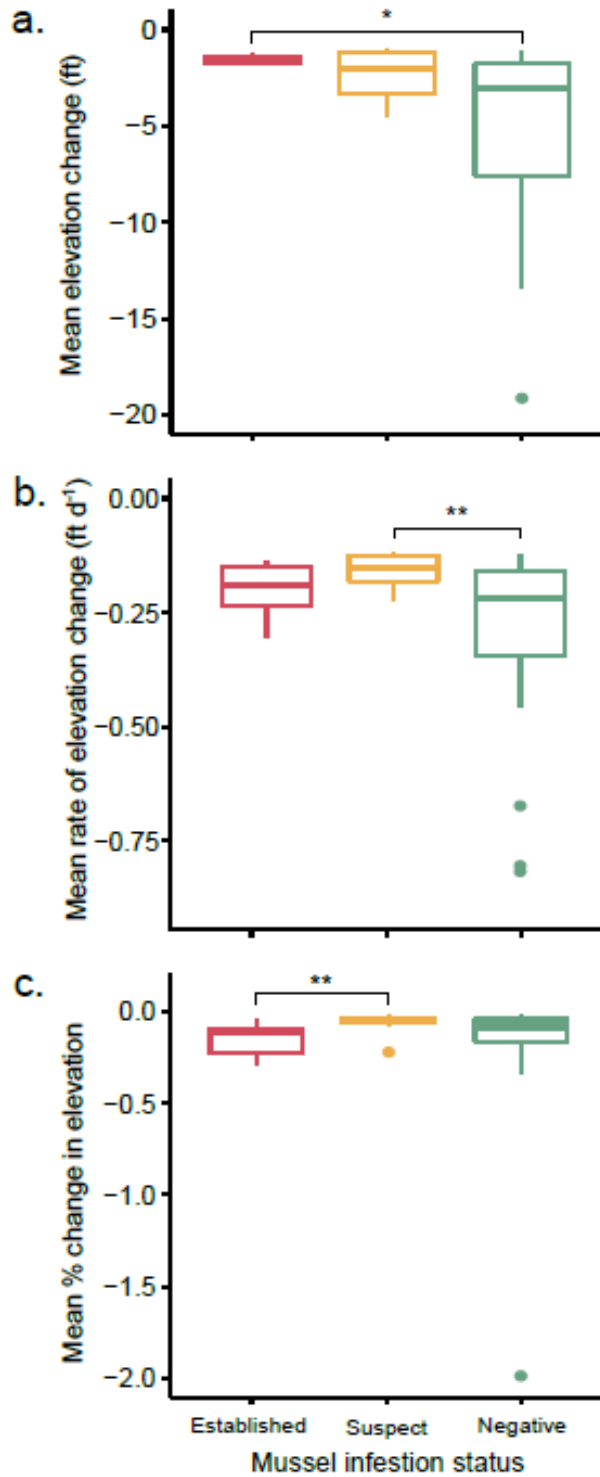 a.
*
0
−5
−10
−15
−20
Mean elevation change (ft)
b.
**
0.00
−0.25
−0.50
−0.75
Mean rate of elevation change (ft d⁻¹)
c.
**
0.0
−0.5
−1.0
−1.5
−2.0
Mean % change in elevation
Established Suspect Negative
Mussel infestion status